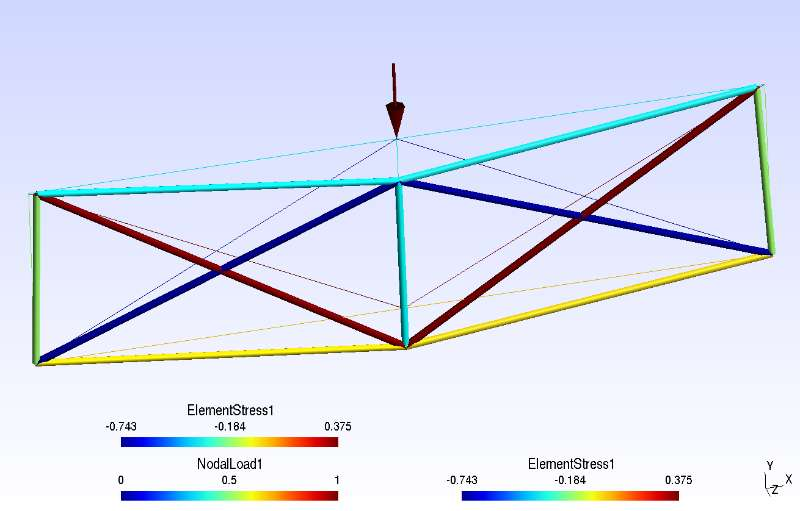 ElementStress1
-0.743 -0.184 0.375
NodalLoad1
0 0.5 1
ElementStress1
-0.743 -0.184 0.375
Y
X
Z